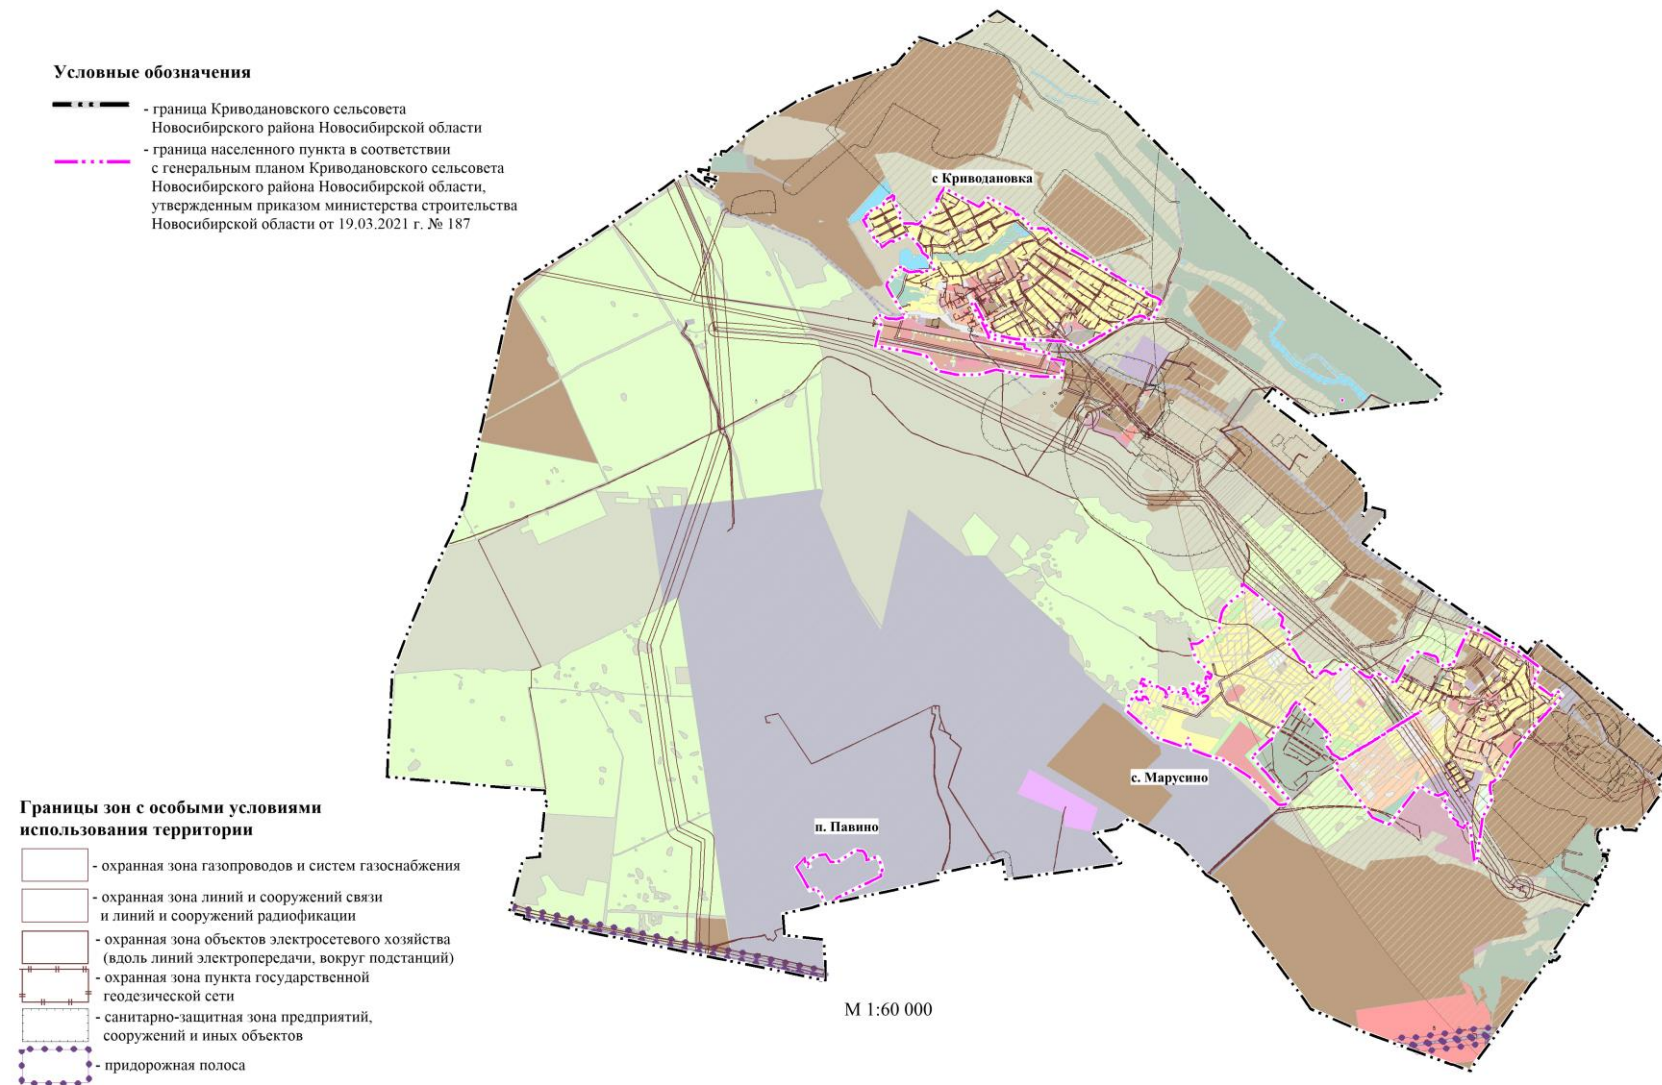 Условные обозначения
- граница Криводановского сельсовета
Новосибирского района Новосибирской области
- граница населенного пункта в соответствии
с генеральным планом Криводановского сельсовета
Новосибирского района Новосибирской области,
утвержденным приказом министерства строительства
Новосибирской области от 19.03.2021 г. № 187
с Криводановка
с. Марусино
п. Павино
Границы зон с особыми условиями
использования территории
- охранная зона газопроводов и систем газоснабжения
- охранная зона линий и сооружений связи
и линий и сооружений радиофикации
- охранная зона объектов электросетевого хозяйства
(вдоль линий электропередачи, вокруг подстанций)
- охранная зона пункта государственной
геодезической сети
- санитарно-защитная зона предприятий,
сооружений и иных объектов
- придорожная полоса
М 1:60 000